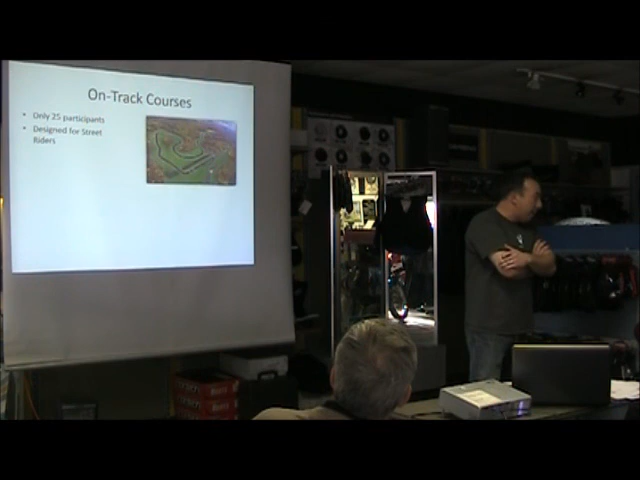 On-Track Courses
• Only 25 participants
• Designed for Street
Riders